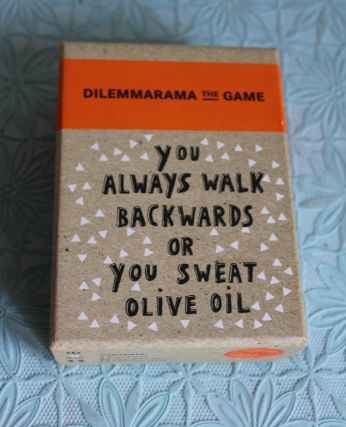 DILEMMARAMA THE GAME
YOU
ALWAYS WALK
BACKWARDS
OR
YOU SWEAT
OLIVE OIL